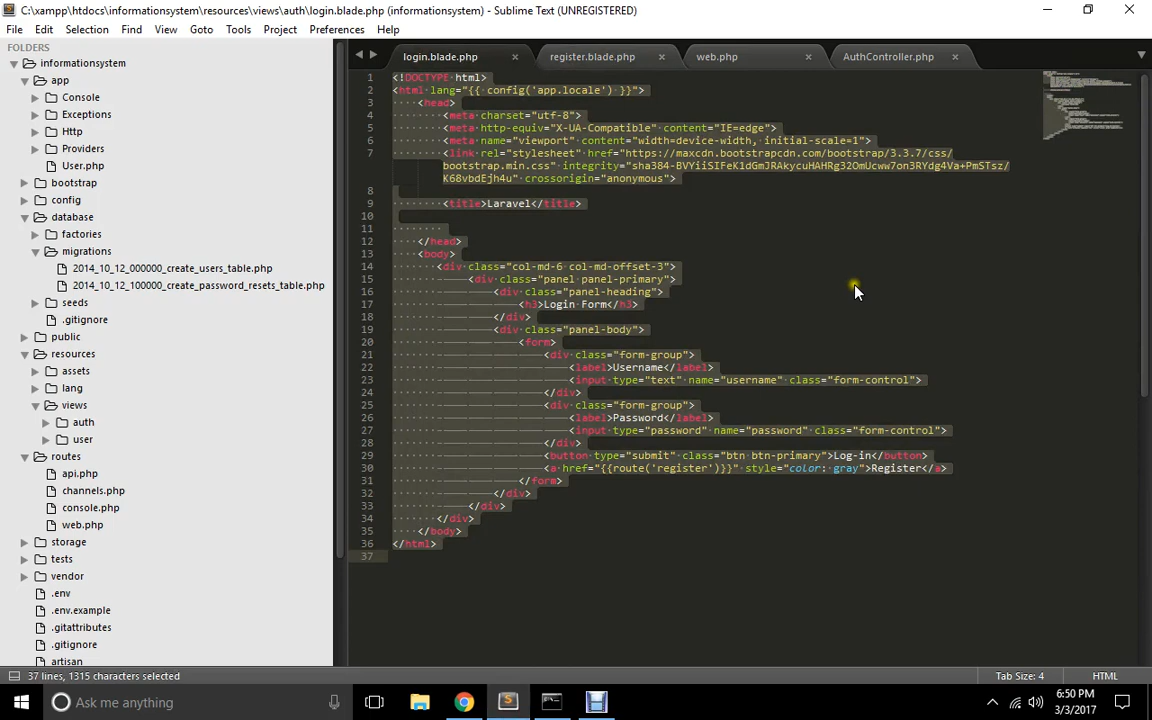 C:\xampp\htdocs\informationsystem\resources\views\auth\login.blade.php (informationsystem) - Sublime Text (UNREGISTERED)
File Edit Selection Find View Goto Tools Project Preferences Help
FOLDERS
informationsystem
app
Console
Exceptions
Http
Providers
User.php
bootstrap
config
database
factories
migrations
2014_10_12_000000_create_users_table.php
2014_10_12_100000_create_password_resets_table.php
seeds
.gitignore
public
resources
assets
lang
views
auth
user
routes
api.php
channels.php
console.php
web.php
storage
tests
vendor
.env
.env.example
.gitattributes
.gitignore
artisan
login.blade.php register.blade.php web.php AuthController.php
1 <!DOCTYPE html>
2 <html lang="{{ config('app.locale') }}">
3 <head>
4 <meta charset="utf-8">
5 <meta http-equiv="X-UA-Compatible" content="IE=edge">
6 <meta name="viewport" content="width=device-width, initial-scale=1">
7 <link rel="stylesheet" href="https://maxcdn.bootstrapcdn.com/bootstrap/3.3.7/css/
bootstrap.min.css" integrity="sha384-BVYiiSIFeK1dGmJRAkycuHAHRg32OmUcww7on3RYdg4Va+PmSTsz/
K68vbdEjh4u" crossorigin="anonymous">
8
9 <title>Laravel</title>
10
11
12 </head>
13 <body>
14 <div class="col-md-6 col-md-offset-3">
15 <div class="panel panel-primary">
16 <div class="panel-heading">
17 <h3>Login Form</h3>
18 </div>
19 <div class="panel-body">
20 <form>
21 <div class="form-group">
22 <label>Username</label>
23 <input type="text" name="username" class="form-control">
24 </div>
25 <div class="form-group">
26 <label>Password</label>
27 <input type="password" name="password" class="form-control">
28 </div>
29 <button type="submit" class="btn btn-primary">Log-in</button>
30 <a href="{{route('register')}}" style="color: gray">Register</a>
31 </form>
32 </div>
33 </div>
34 </div>
35 </body>
36 </html>
37
37 lines, 1315 characters selected Tab Size: 4 HTML
Ask me anything
6:50 PM
3/3/2017